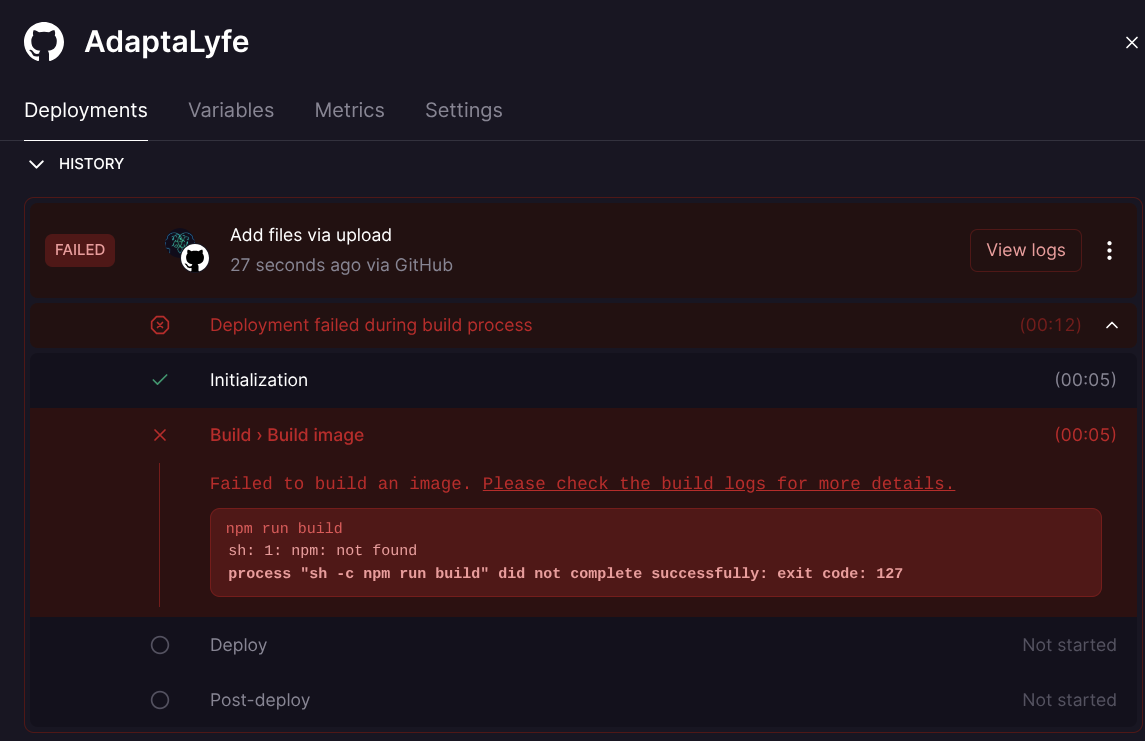 AdaptaLyfe
Deployments Variables Metrics Settings
HISTORY
FAILED
Add files via upload
27 seconds ago via GitHub
View logs
Deployment failed during build process (00:12)
Initialization (00:05)
Build › Build image (00:05)
Failed to build an image. Please check the build logs for more details.
npm run build
sh: 1: npm: not found
process "sh -c npm run build" did not complete successfully: exit code: 127
Deploy Not started
Post-deploy Not started